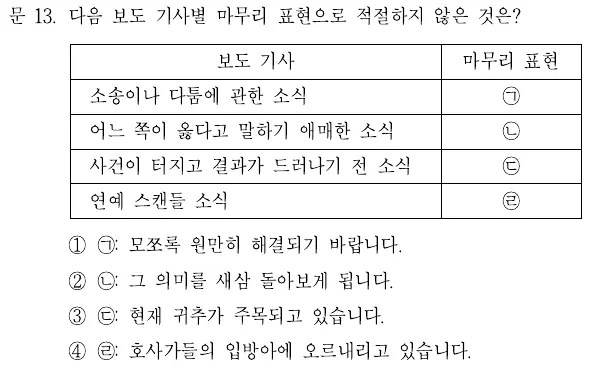 문 13. 다음 보도 기사별 마무리 표현으로 적절하지 않은 것은?
보도 기사 마무리 표현
소송이나 다툼에 관한 소식 ㉠
어느 쪽이 옳다고 말하기 애매한 소식 ㉡
사건이 터지고 결과가 드러나기 전 소식 ㉢
연예 스캔들 소식 ㉣
① ㉠: 모쪼록 원만히 해결되기 바랍니다.
② ㉡: 그 의미를 새삼 돌아보게 됩니다.
③ ㉢: 현재 귀추가 주목되고 있습니다.
④ ㉣: 호사가들의 입방아에 오르내리고 있습니다.